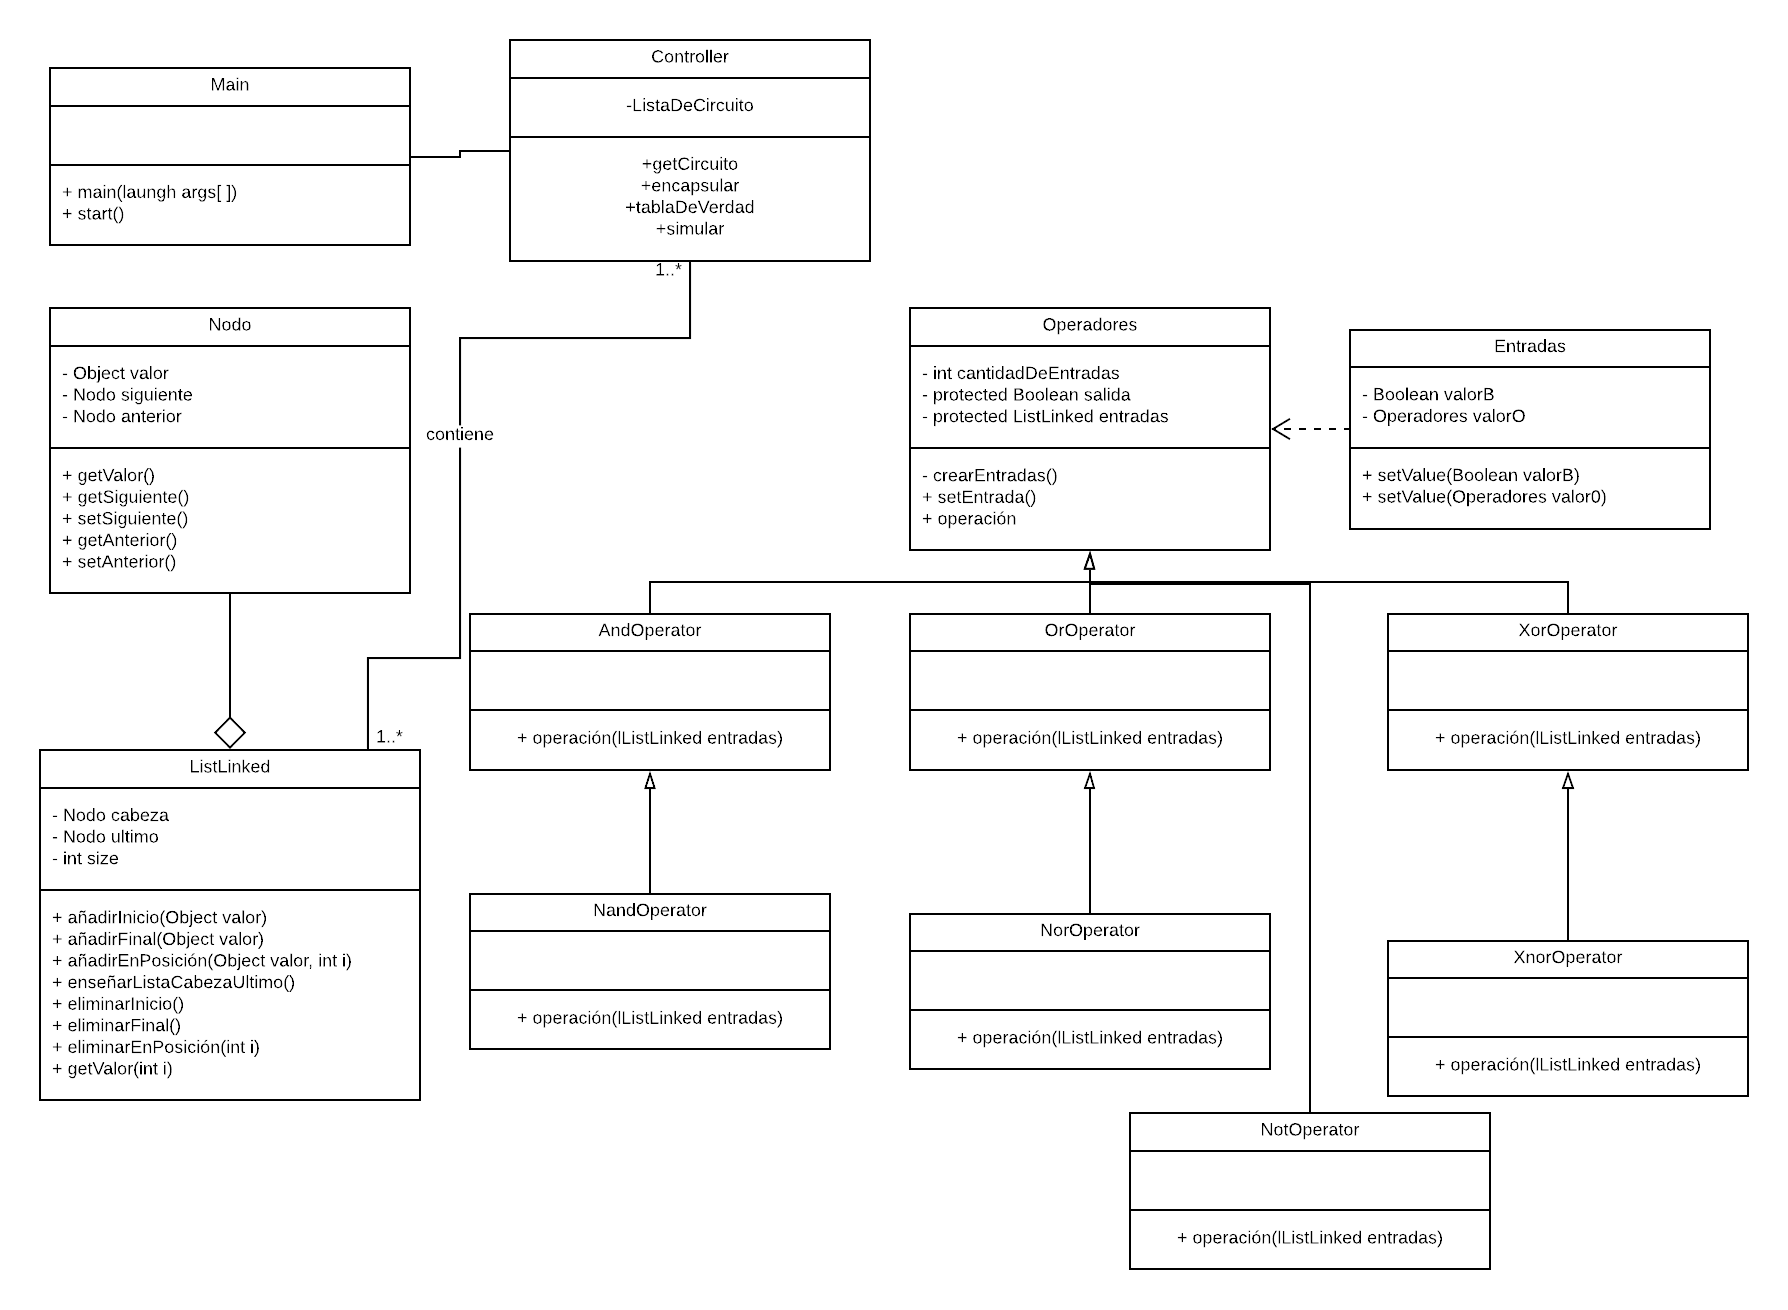 Main
+ main(laungh args[ ])
+ start()
Controller
-ListaDeCircuito
+getCircuito
+encapsular
+tablaDeVerdad
+simular
1..*
contiene
1..*
Nodo
- Object valor
- Nodo siguiente
- Nodo anterior
+ getValor()
+ getSiguiente()
+ setSiguiente()
+ getAnterior()
+ setAnterior()
ListLinked
- Nodo cabeza
- Nodo ultimo
- int size
+ añadirInicio(Object valor)
+ añadirFinal(Object valor)
+ añadirEnPosición(Object valor, int i)
+ enseñarListaCabezaUltimo()
+ eliminarInicio()
+ eliminarFinal()
+ eliminarEnPosición(int i)
+ getValor(int i)
Operadores
- int cantidadDeEntradas
- protected Boolean salida
- protected ListLinked entradas
- crearEntradas()
+ setEntrada()
+ operación
Entradas
- Boolean valorB
- Operadores valorO
+ setValue(Boolean valorB)
+ setValue(Operadores valor0)
AndOperator
+ operación(lListLinked entradas)
OrOperator
+ operación(lListLinked entradas)
XorOperator
+ operación(lListLinked entradas)
NandOperator
+ operación(lListLinked entradas)
NorOperator
+ operación(lListLinked entradas)
XnorOperator
+ operación(lListLinked entradas)
NotOperator
+ operación(lListLinked entradas)